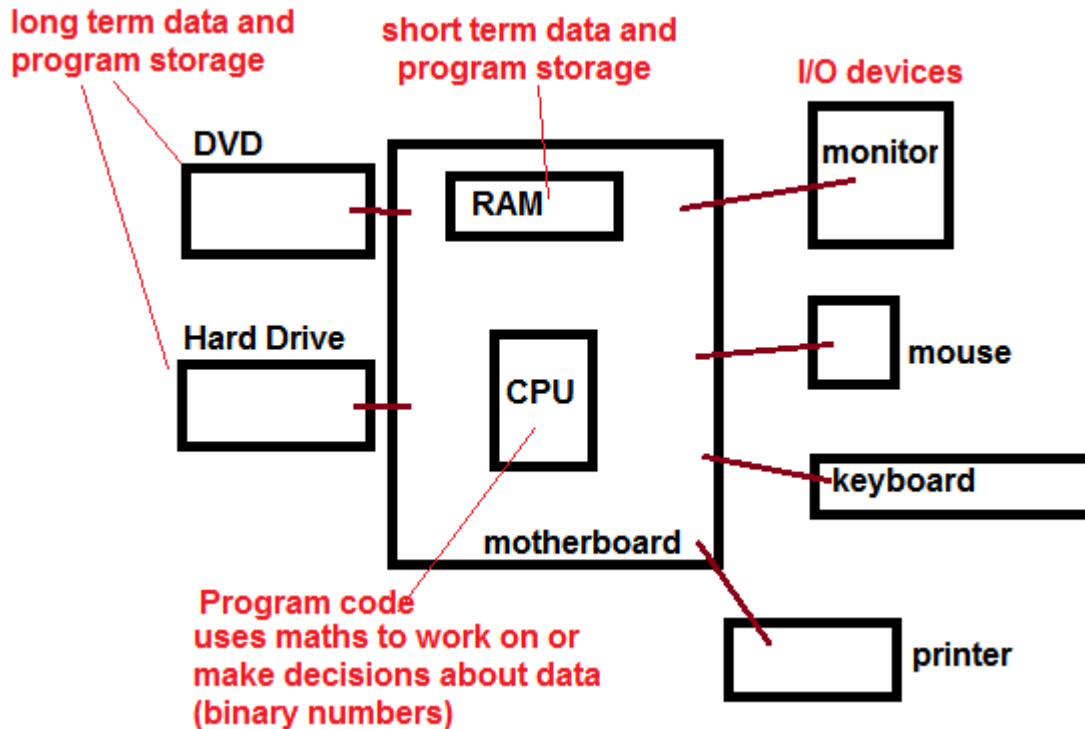 long term data and
program storage
short term data and
program storage
I/O devices
DVD
RAM
monitor
Hard Drive
CPU
mouse
keyboard
motherboard
Program code
uses maths to work on or
make decisions about data
(binary numbers)
printer